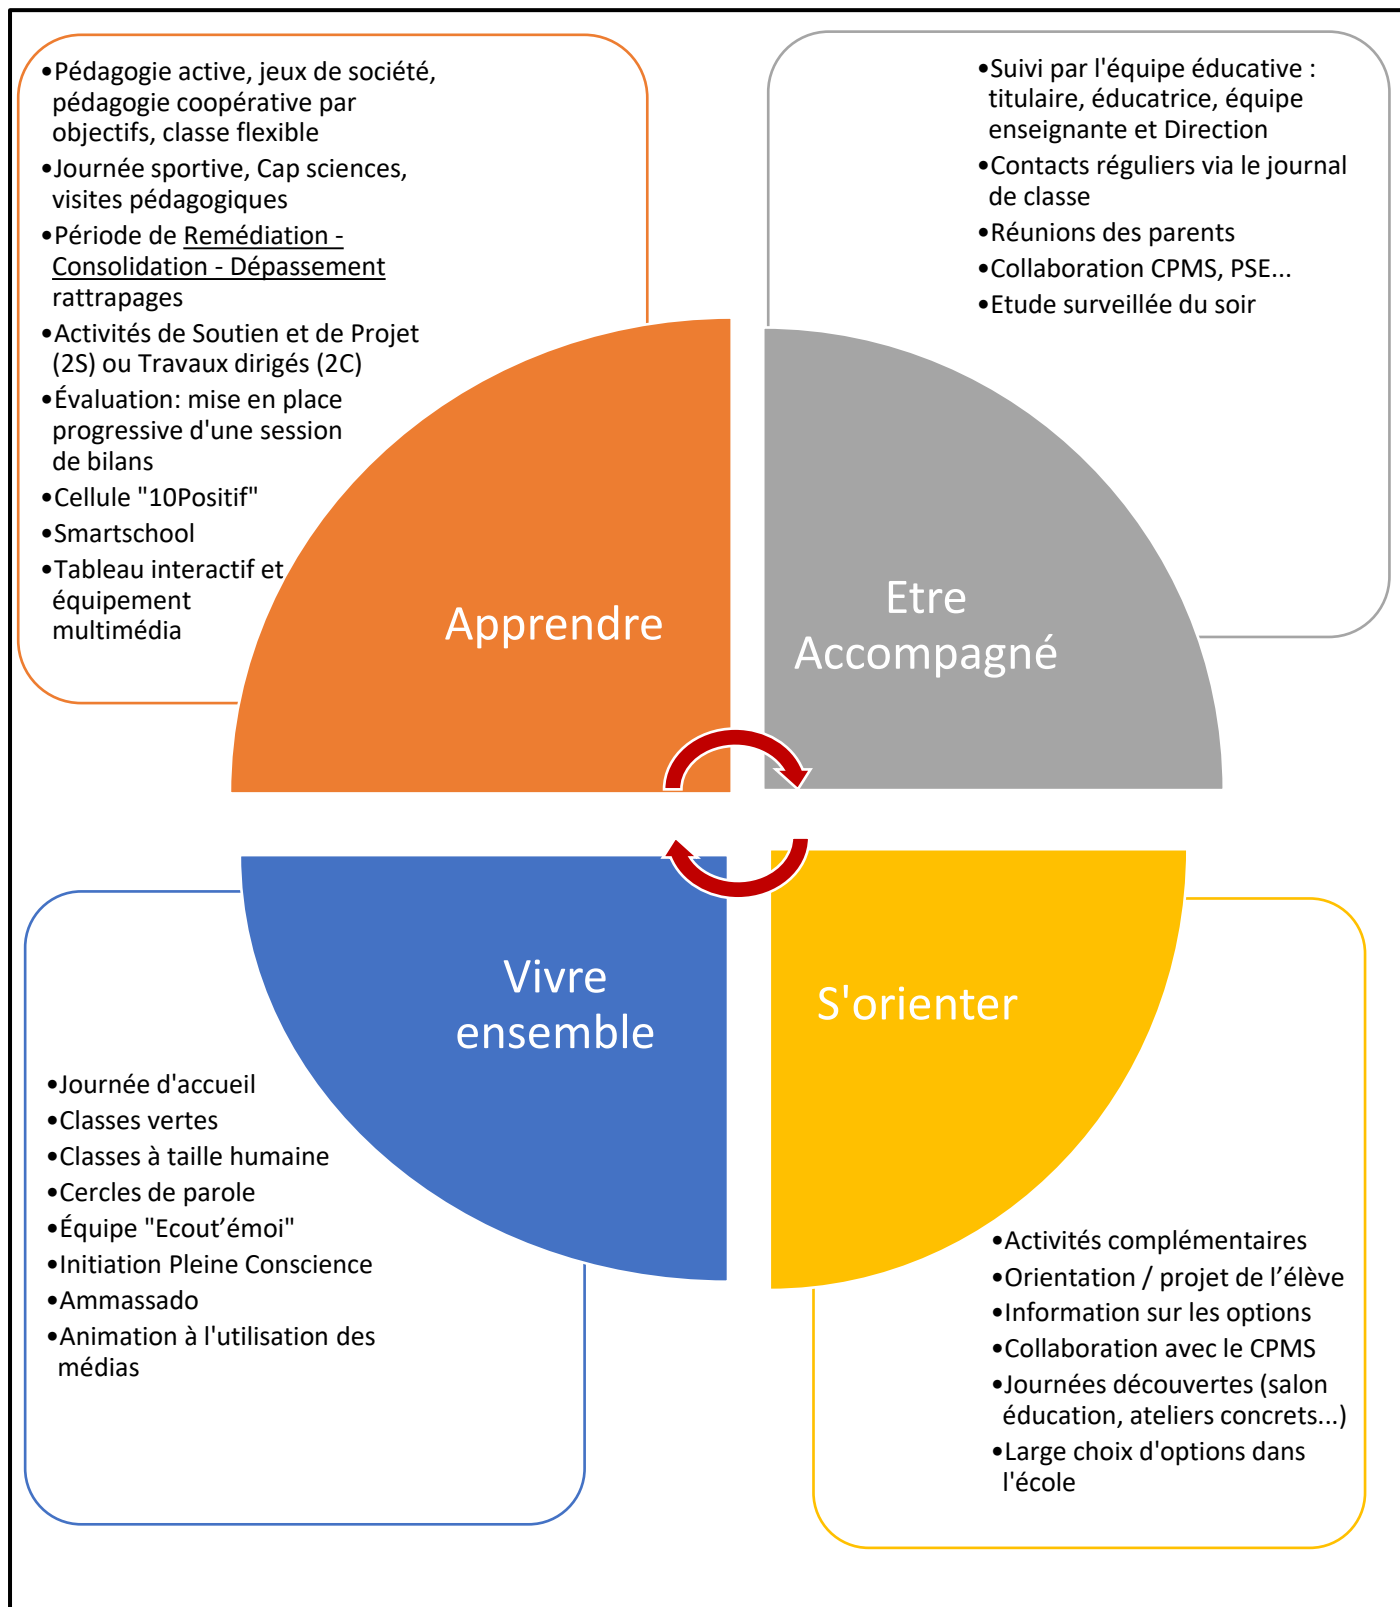 •Pédagogie active, jeux de société,
pédagogie coopérative par
objectifs, classe flexible
•Journée sportive, Cap sciences,
visites pédagogiques
•Période de Remédiation -
Consolidation - Dépassement
rattrapages
•Activités de Soutien et de Projet
(2S) ou Travaux dirigés (2C)
•Évaluation: mise en place
progressive d'une session
de bilans
•Cellule "10Positif"
•Smartschool
•Tableau interactif et
équipement
multimédia
Apprendre
•Suivi par l'équipe éducative :
titulaire, éducatrice, équipe
enseignante et Direction
•Contacts réguliers via le journal
de classe
•Réunions des parents
•Collaboration CPMS, PSE...
•Etude surveillée du soir
Etre
Accompagné
Vivre
ensemble
•Journée d'accueil
•Classes vertes
•Classes à taille humaine
•Cercles de parole
•Équipe "Ecout’émoi"
•Initiation Pleine Conscience
•Ammassado
•Animation à l'utilisation des
médias
S'orienter
•Activités complémentaires
•Orientation / projet de l’élève
•Information sur les options
•Collaboration avec le CPMS
•Journées découvertes (salon
éducation, ateliers concrets...)
•Large choix d'options dans
l'école